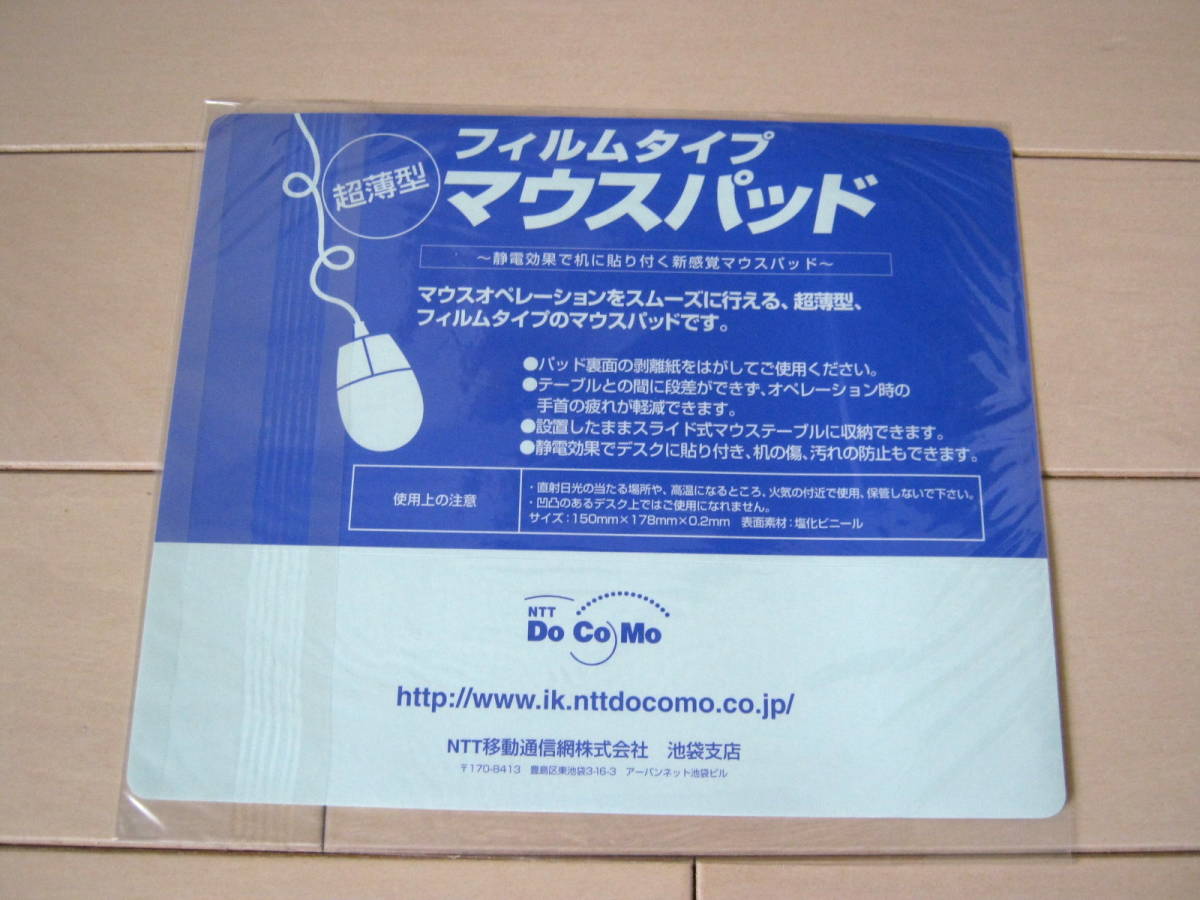 フィルムタイプ
超薄型
マウスパッド
～静電効果で机に貼り付く新感覚マウスパッド～
マウスオペレーションをスムーズに行える、超薄型、
フィルムタイプのマウスパッドです。
●パッド裏面の剥離紙をはがしてご使用ください。
●テーブルとの間に段差ができず、オペレーション時の
手首の疲れが軽減できます。
●設置したままスライド式マウステーブルに収納できます。
●静電効果でデスクに貼り付き、机の傷、汚れの防止もできます。
使用上の注意
・直射日光の当たる場所や、高温になるところ、火気の付近で使用、保管しないで下さい。
・凹凸のあるデスク上ではご使用になれません。
サイズ：150mm×178mm×0.2mm 表面素材：塩化ビニール
NTT
DoCoMo
http://www.ik.nttdocomo.co.jp/
NTT移動通信網株式会社 池袋支店
〒170-8413 豊島区東池袋3-16-3 アーバンネット池袋ビル